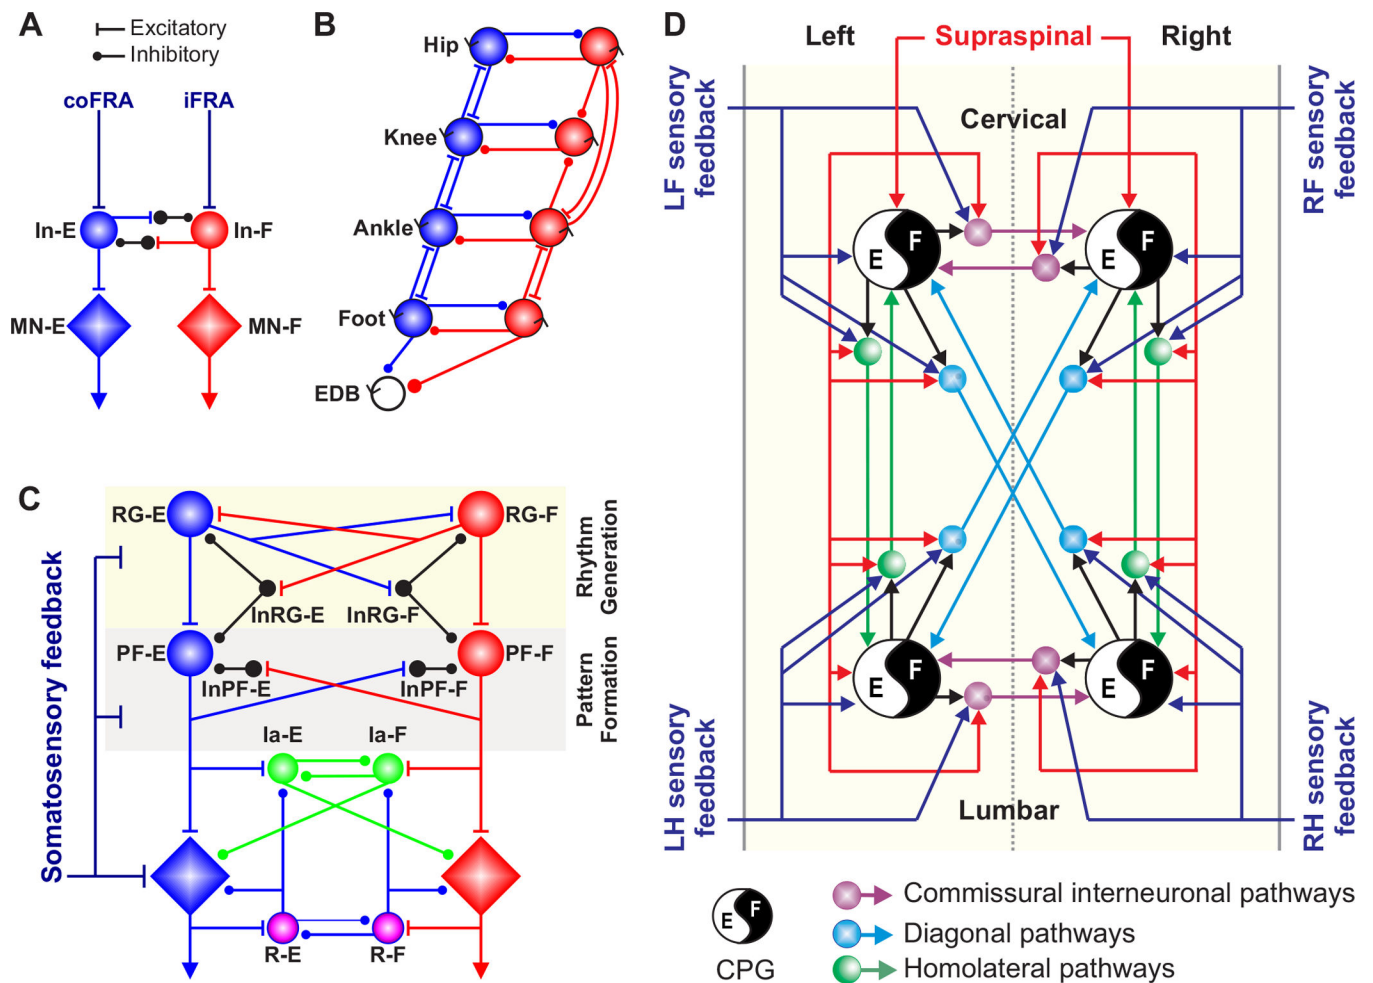 A
Excitatory
Inhibitory
coFRA
iFRA
In-E
In-F
MN-E
MN-F
B
Hip
Knee
Ankle
Foot
EDB
C
RG-E
RG-F
InRG-E
InRG-F
PF-E
PF-F
InPF-E
InPF-F
Ia-E
Ia-F
R-E
R-F
Somatosensory feedback
Rhythm
Generation
Pattern
Formation
D
Left
Supraspinal
Right
LF sensory
feedback
RF sensory
feedback
Cervical
E
F
E
F
E
F
E
F
LH sensory
feedback
RH sensory
feedback
Lumbar
E
F
CPG
Commissural interneuronal pathways
Diagonal pathways
Homolateral pathways